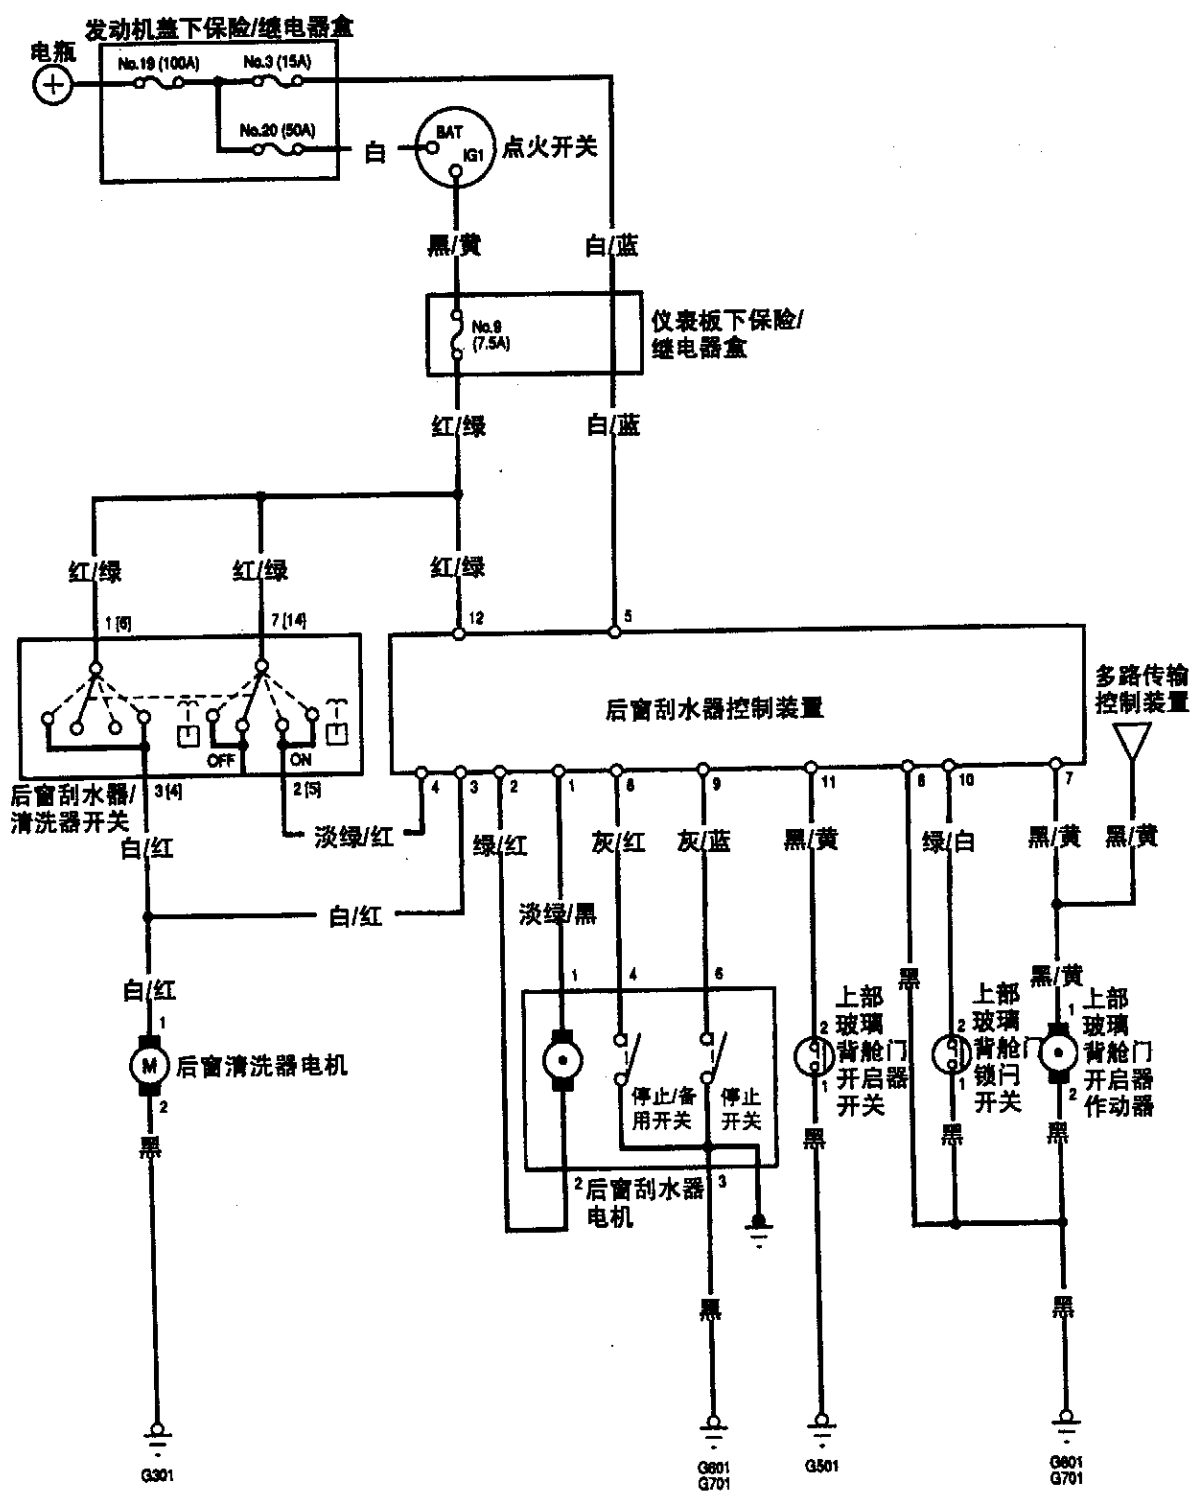 发动机盖下保险/继电器盒
电瓶
No.19 (100A)
No.3 (15A)
No.20 (50A)
白
BAT
IG1
点火开关
黑/黄
白/蓝
No.9
(7.5A)
仪表板下保险/
继电器盒
红/绿
白/蓝
红/绿
红/绿
红/绿
1 [6]
7 [14]
12
5
后窗刮水器控制装置
多路传输
控制装置
OFF
ON
后窗刮水器/
清洗器开关
3 [4]
2 [5]
4
3
2
1
8
9
11
6
10
7
白/红
淡绿/红
绿/红
灰/红
灰/蓝
黑/黄
绿/白
黑/黄
黑/黄
白/红
淡绿/黑
白/红
黑
黑/黄
1
M
2
后窗清洗器电机
黑
1
4
6
停止/备
用开关
停止
开关
2
3
后窗刮水器
电机
黑
2
1
上部
玻璃
背舱门
开启器
开关
黑
2
1
上部
玻璃
背舱门
锁闩
开关
黑
1
2
上部
玻璃
背舱门
开启器
作动器
黑
黑
G301
G601
G701
G501
G601
G701